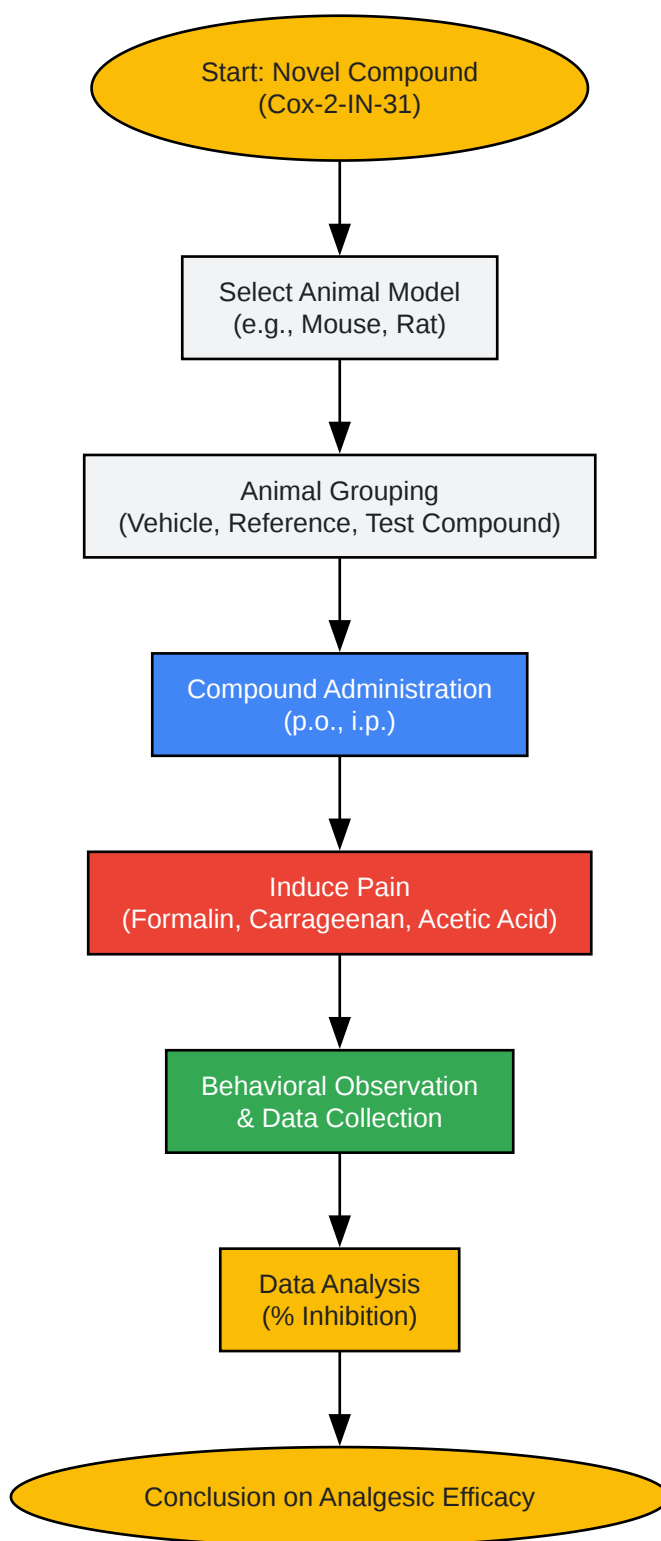 Start: Novel Compound
(Cox-2-IN-31)
Select Animal Model
(e.g., Mouse, Rat)
Animal Grouping
(Vehicle, Reference, Test Compound)
Compound Administration
(p.o., i.p.)
Induce Pain
(Formalin, Carrageenan, Acetic Acid)
Behavioral Observation
& Data Collection
Data Analysis
(% Inhibition)
Conclusion on Analgesic Efficacy